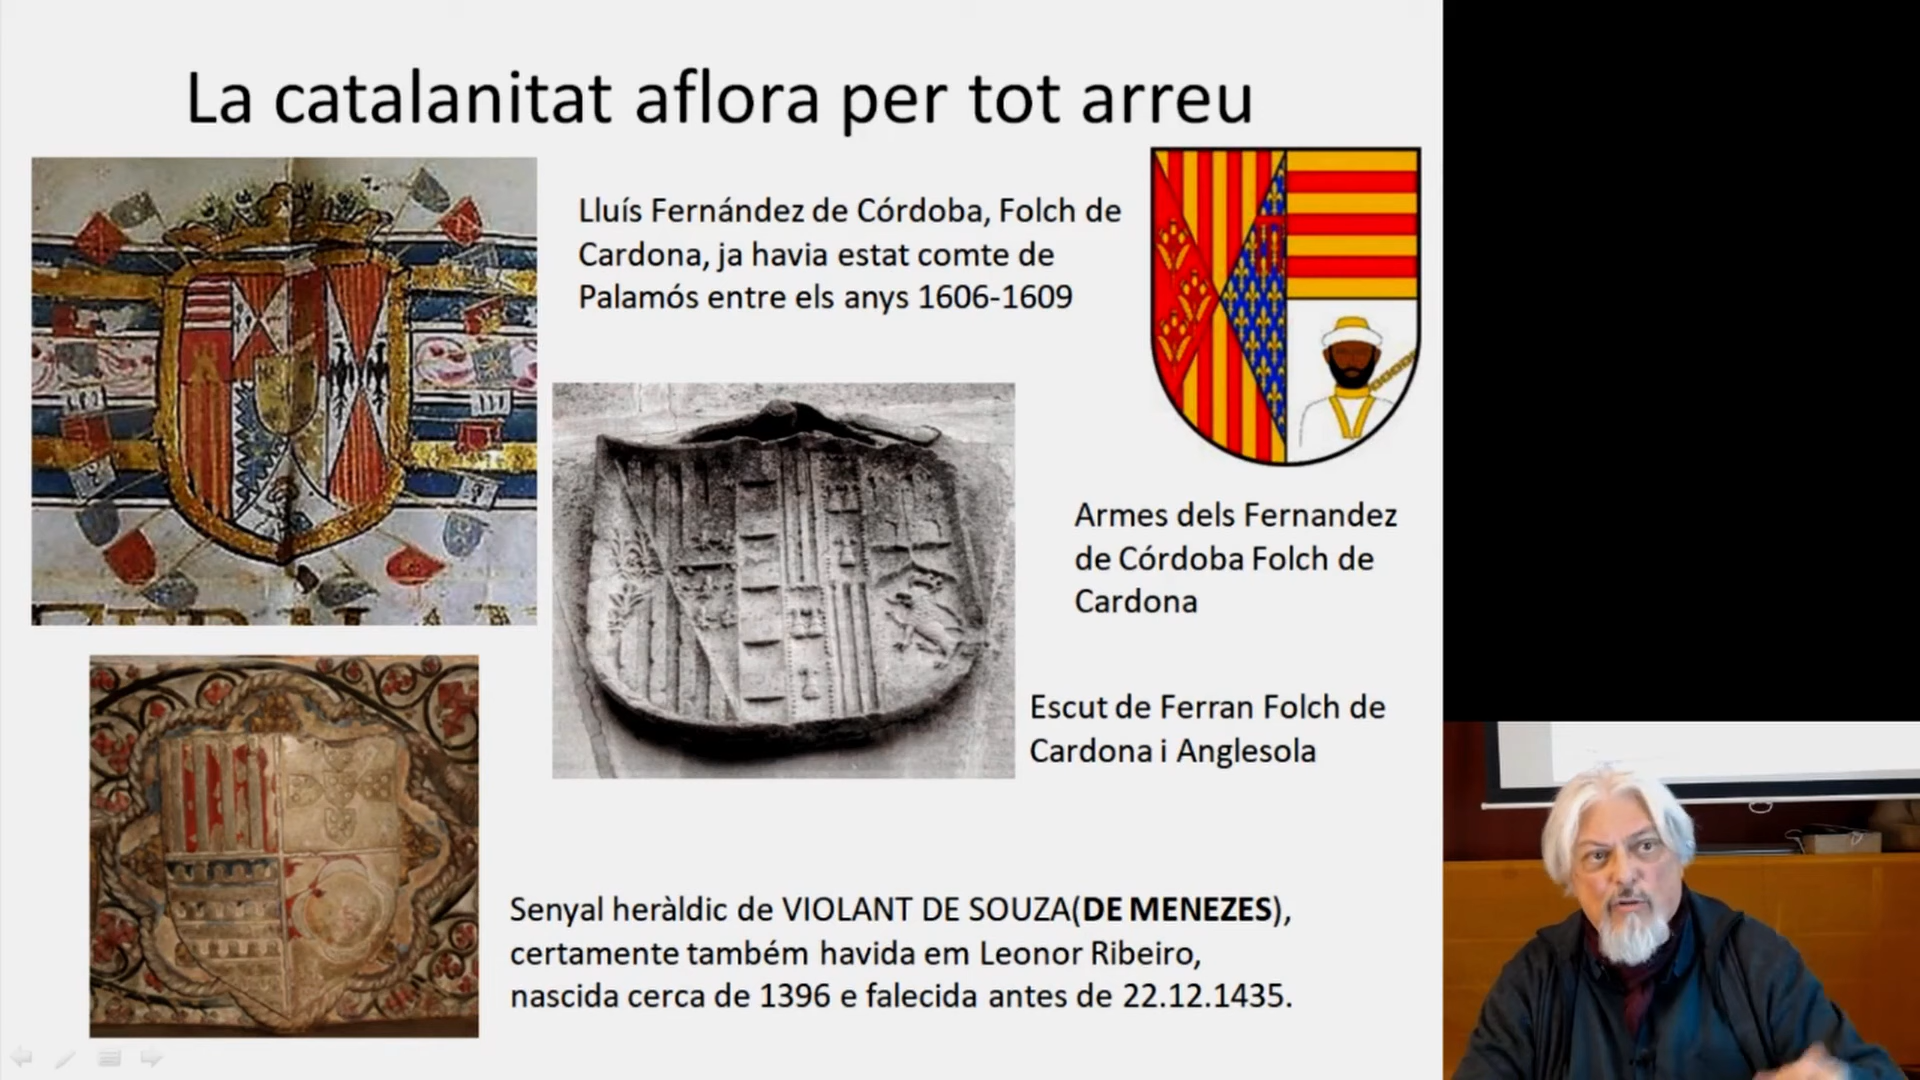 La catalanitat aflora per tot arreu
Lluís Fernández de Córdoba, Folch de
Cardona, ja havia estat comte de
Palamós entre els anys 1606-1609
Armes dels Fernandez
de Córdoba Folch de
Cardona
Escut de Ferran Folch de
Cardona i Anglesola
Senyal heràldic de VIOLANT DE SOUZA(DE MENEZES),
certamente também havida em Leonor Ribeiro,
nascida cerca de 1396 e falecida antes de 22.12.1435.